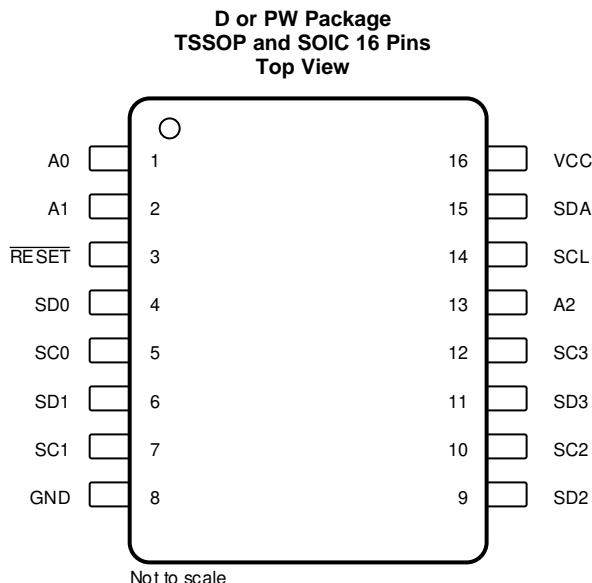 D or PW Package
TSSOP and SOIC 16 Pins
Top View
A0 1 16 VCC
A1 2 15 SDA
RESET 3 14 SCL
SD0 4 13 A2
SC0 5 12 SC3
SD1 6 11 SD3
SC1 7 10 SC2
GND 8 9 SD2
Not to scale